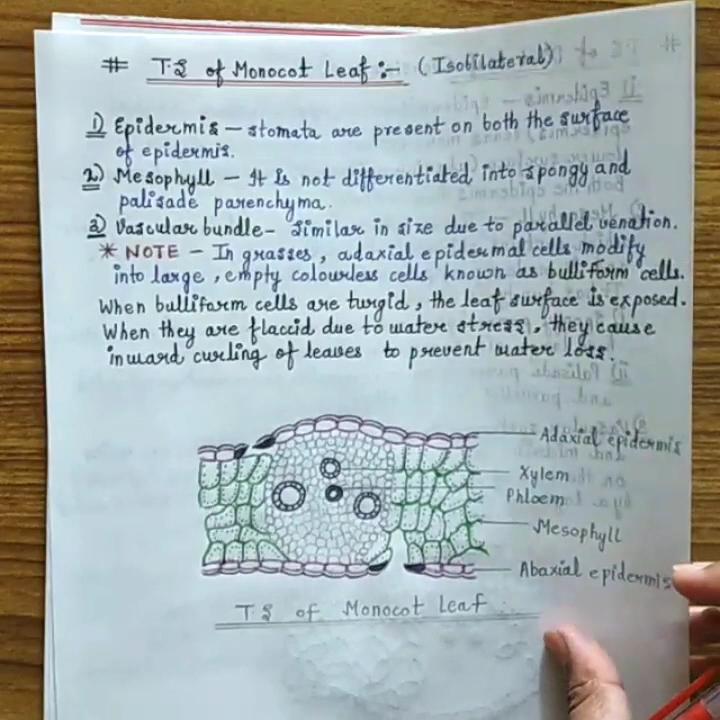 # T.S of Monocot Leaf :- (Isobilateral)
1) Epidermis - stomata are present on both the surface
of epidermis.
2) Mesophyll - It is not differentiated into spongy and
palisade parenchyma.
3) Vascular bundle - similar in size due to parallel venation.
* NOTE - In grasses, adaxial epidermal cells modify
into large, empty colourless cells known as bulliform cells.
When bulliform cells are turgid, the leaf surface is exposed.
When they are flaccid due to water stress, they cause
inward curling of leaves to prevent water loss.
Adaxial epidermis
Xylem
Phloem
Mesophyll
Abaxial epidermis
T.S of Monocot Leaf